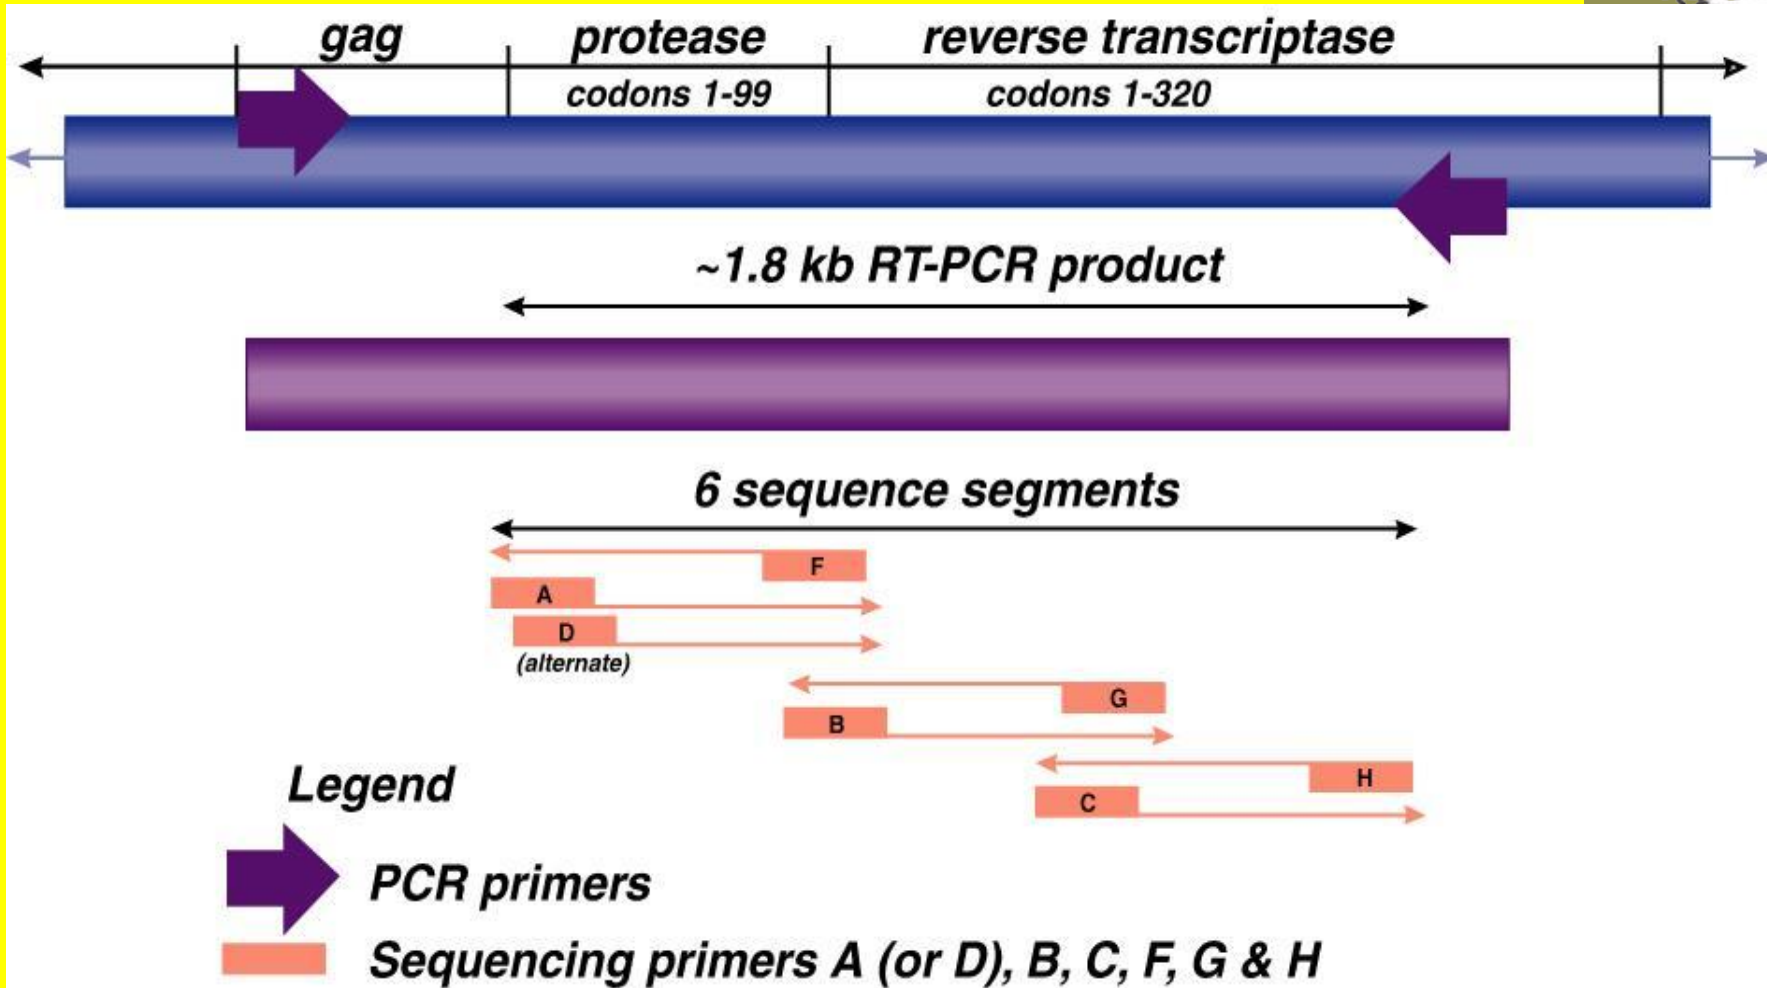 gag protease reverse transcriptase
codons 1-99 codons 1-320
~1.8 kb RT-PCR product
6 sequence segments
F
A
D
(alternate)
G
B
H
C
Legend
PCR primers
Sequencing primers A (or D), B, C, F, G & H